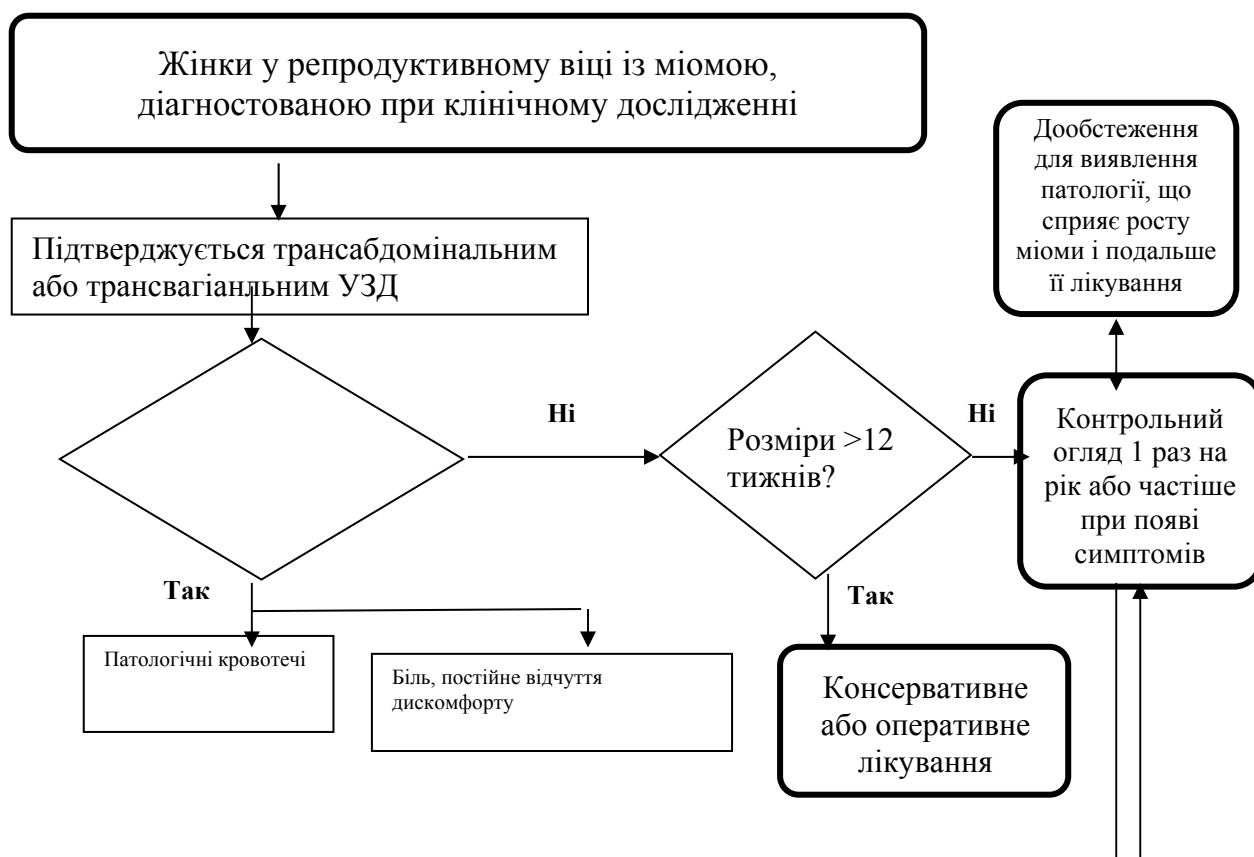 Жінки у репродуктивному віці із міомою,
діагностованою при клінічному дослідженні
Дообстеження
для виявлення
патології, що
сприяє росту
міоми і подальше
її лікування
Підтверджується трансабдомінальним
або трансвагіанльним УЗД
Ні
Розміри >12
тижнів?
Ні
Контрольний
огляд 1 раз на
рік або частіше
при появі
симптомів
Так
Так
Патологічні кровотечі
Біль, постійне відчуття
дискомфорту
Консервативне
або оперативне
лікування